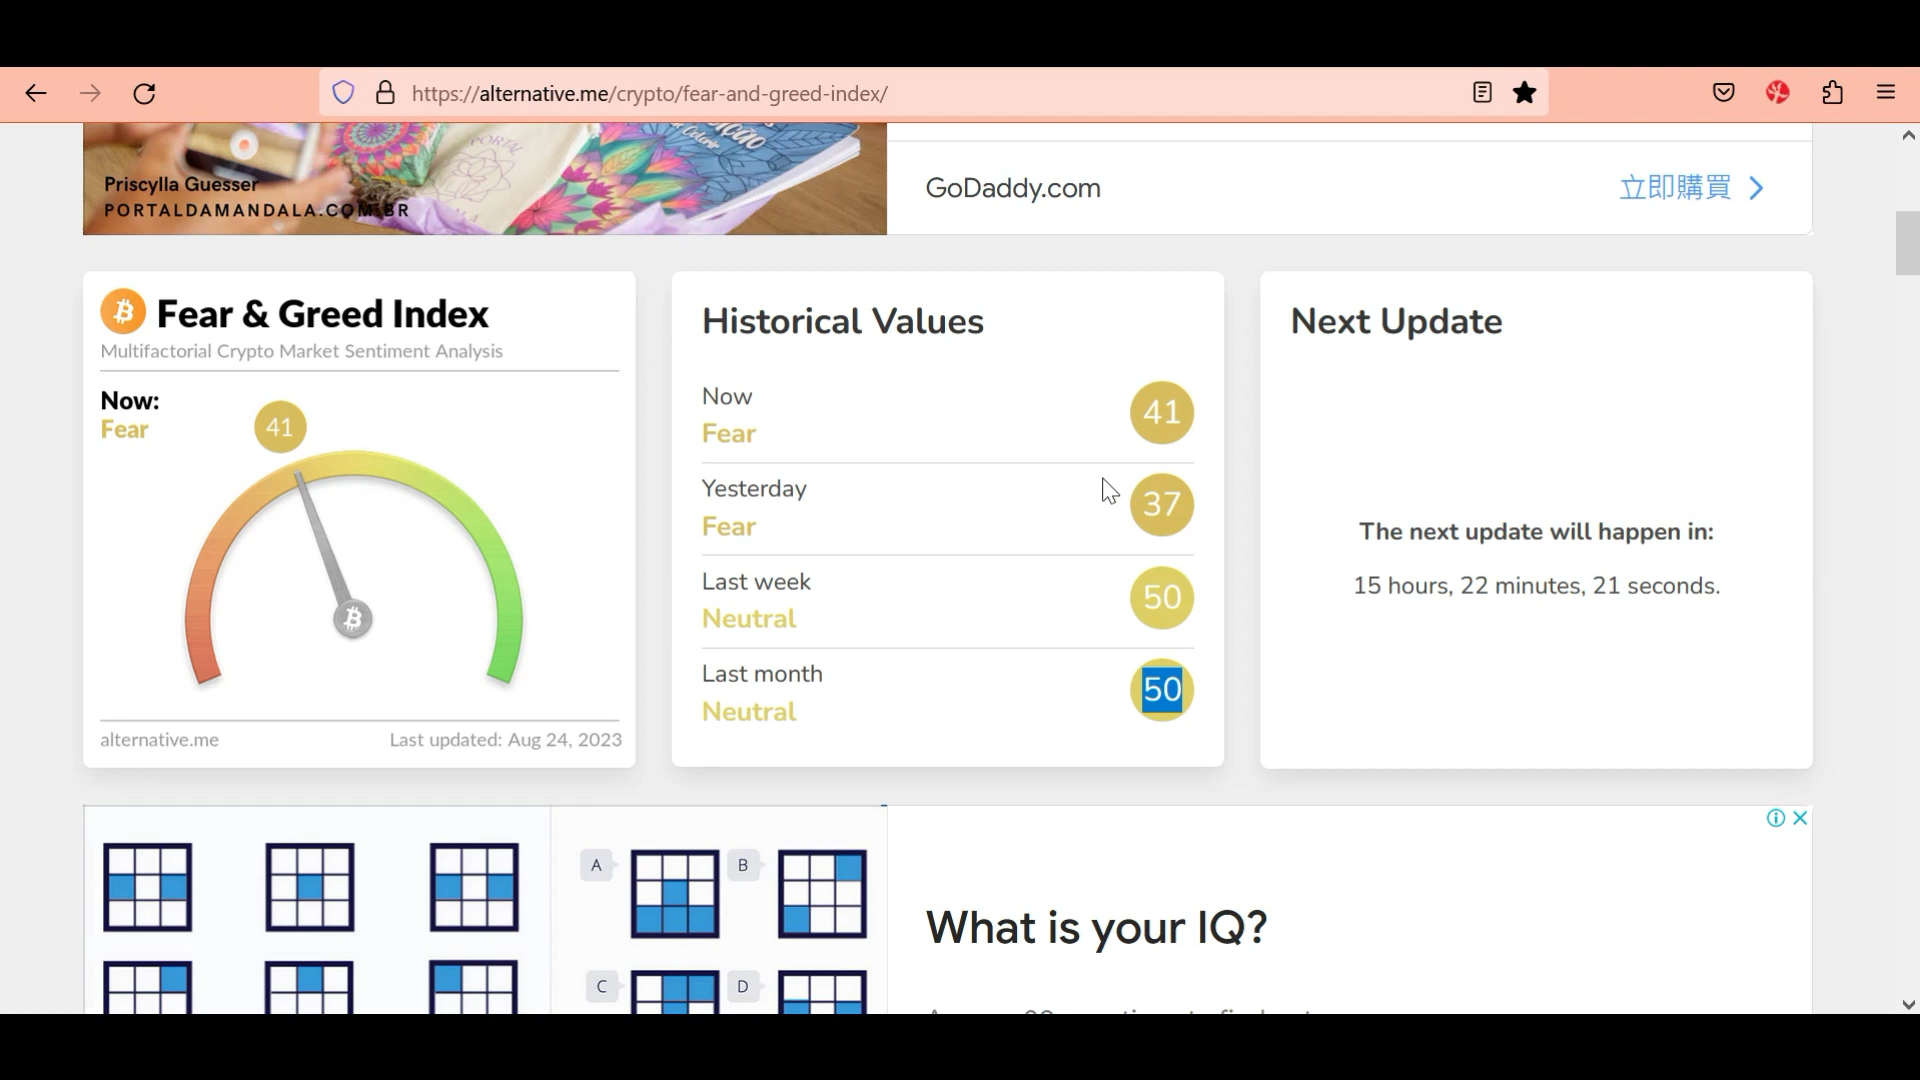 https://alternative.me/crypto/fear-and-greed-index/
Priscylla Guesser
PORTALDAMANDALA.COM.BR
GoDaddy.com
立即購買
Fear & Greed Index
Multifactorial Crypto Market Sentiment Analysis
Now:
Fear
41
alternative.me
Last updated: Aug 24, 2023
Historical Values
Now
Fear
41
Yesterday
Fear
37
Last week
Neutral
50
Last month
Neutral
50
Next Update
The next update will happen in:
15 hours, 22 minutes, 21 seconds.
A
B
C
D
What is your IQ?